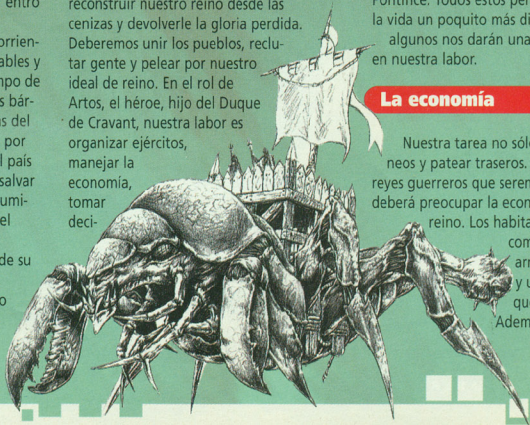 entro
orrien-
ables y
mpo de
s bár-
s del
por
l país
salvar
umi-
el
de su
o
reconstruir nuestro reino desde las
cenizas y devolverle la gloria perdida.
Deberemos unir los pueblos, reclu-
tar gente y pelear por nuestro
ideal de reino. En el rol de
Artos, el héroe, hijo del Duque
de Cravant, nuestra labor es
organizar ejércitos,
manejar la
economía,
tomar
deci-
Pontífice. Todos estos per
la vida un poquito más di
algunos nos darán una
en nuestra labor.
La economía
Nuestra tarea no sól
neos y patear traseros.
reyes guerreros que serem
deberá preocupar la econ
reino. Los habita
com
arm
y u
qu
Adem